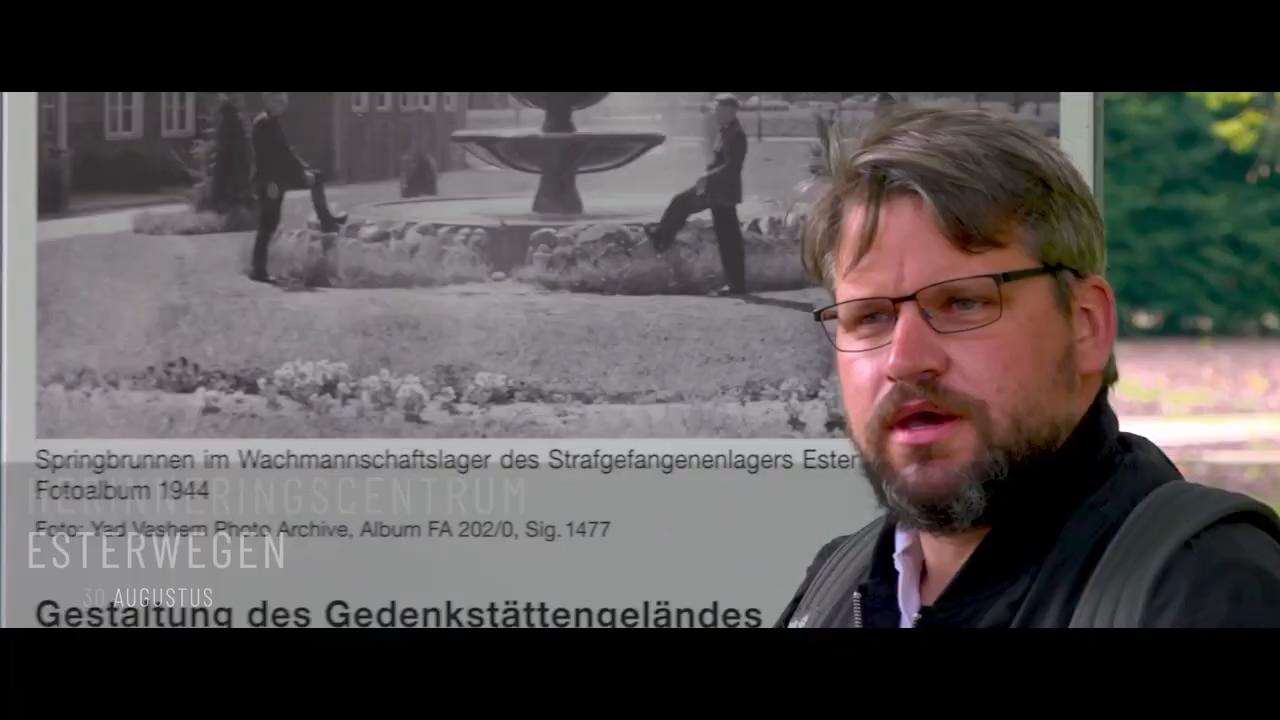 Springbrunnen im Wachmannschaftslager des Strafgefangenenlagers Ester
Fotoalbum 1944
HERINNERINGSCENTRUM
Foto: Yad Vashem Photo Archive, Album FA 202/0, Sig. 1477
ESTERWEGEN
30 AUGUSTUS
Gestaltung des Gedenkstättengeländes